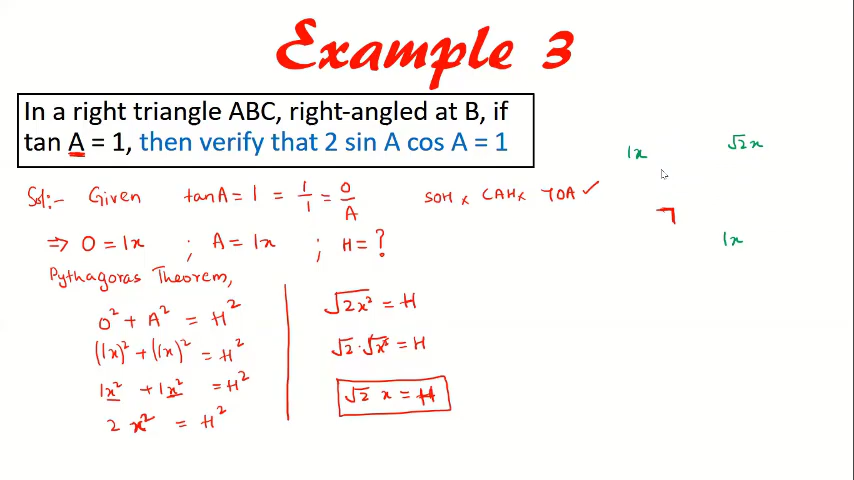 Example 3
In a right triangle ABC, right-angled at B, if
tan A = 1, then verify that 2 sin A cos A = 1
Sol:- Given tanA = 1 = 1/1 = O/A SOH x CAH x TOA ✓
⇒ O = 1x ; A = 1x ; H = ?
Pythagoras Theorem,
O² + A² = H²
(1x)² + (1x)² = H²
1x² + 1x² = H²
2 x² = H²
√2x² = H
√2 · √x² = H
√2 x = H
1x
√2x
1x